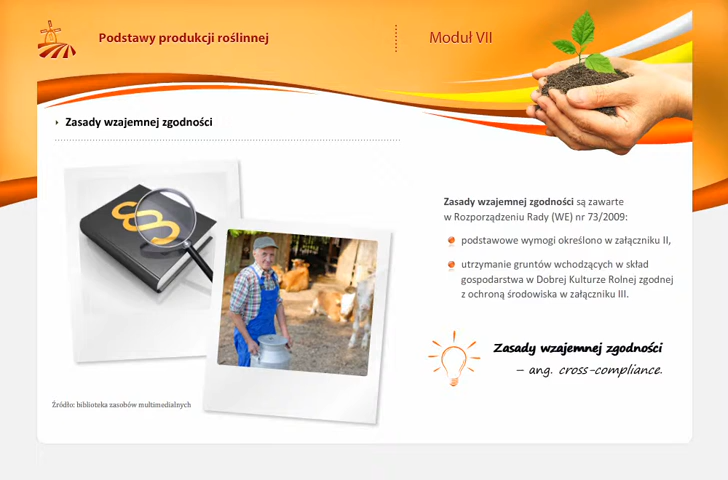 Podstawy produkcji roślinnej
Moduł VII
Zasady wzajemnej zgodności
Zasady wzajemnej zgodności są zawarte
w Rozporządzeniu Rady (WE) nr 73/2009:
podstawowe wymogi określono w załączniku II,
utrzymanie gruntów wchodzących w skład
gospodarstwa w Dobrej Kulturze Rolnej zgodnej
z ochroną środowiska w załączniku III.
Zasady wzajemnej zgodności
– ang. cross-compliance.
Źródło: biblioteka zasobów multimedialnych